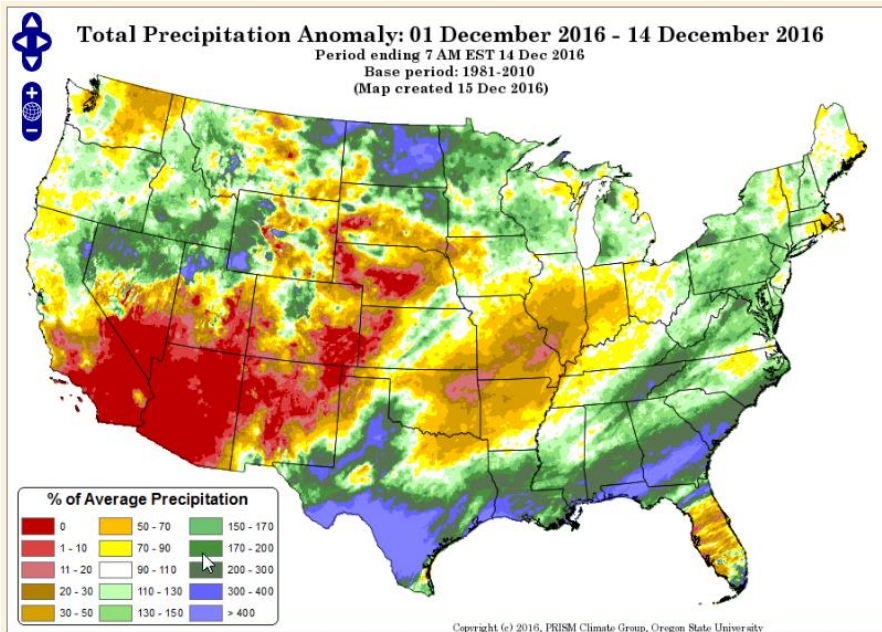 Total Precipitation Anomaly: 01 December 2016 - 14 December 2016
Period ending 7 AM EST 14 Dec 2016
Base period: 1981-2010
(Map created 15 Dec 2016)
% of Average Precipitation
0
1 - 10
11 - 20
20 - 30
30 - 50
50 - 70
70 - 90
90 - 110
110 - 130
130 - 150
150 - 170
170 - 200
200 - 300
300 - 400
> 400
Copyright (c) 2016, PRISM Climate Group, Oregon State University